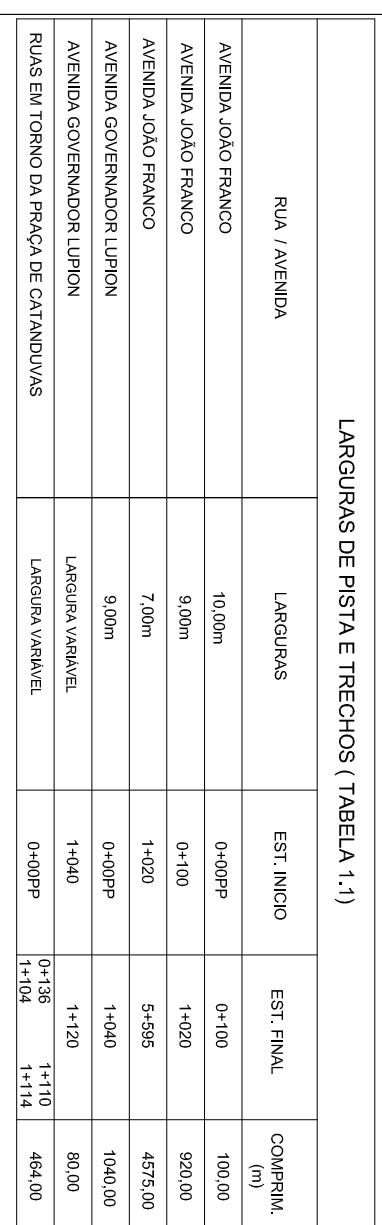 LARGURAS DE PISTA E TRECHOS ( TABELA 1.1)
RUA / AVENIDA LARGURAS EST. INICIO EST. FINAL COMPRIM. (m)
AVENIDA JOÃO FRANCO 10,00m 0+00PP 0+100 100,00
AVENIDA JOÃO FRANCO 9,00m 0+100 1+020 920,00
AVENIDA JOÃO FRANCO 7,00m 1+020 5+595 4575,00
AVENIDA GOVERNADOR LUPION 9,00m 0+00PP 1+040 1040,00
AVENIDA GOVERNADOR LUPION LARGURA VARIÁVEL 1+040 1+120 80,00
RUAS EM TORNO DA PRAÇA DE CATANDUVAS LARGURA VARIÁVEL 0+00PP 0+136 1+110 464,00
1+104 1+114